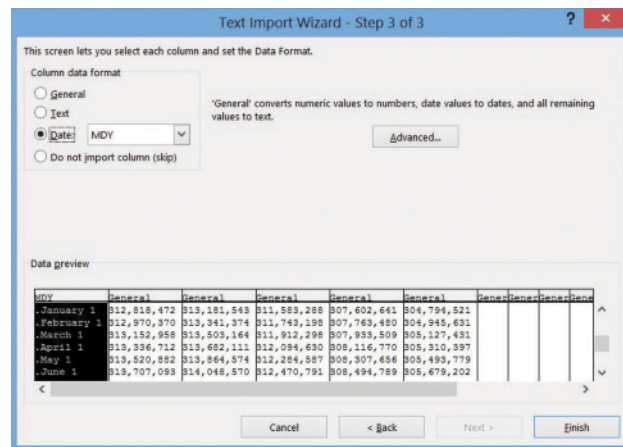 Text Import Wizard - Step 3 of 3
?
×
This screen lets you select each column and set the Data Format.
Column data format
General
Text
Date: MDY
Do not import column (skip)
'General' converts numeric values to numbers, date values to dates, and all remaining
values to text.
Advanced...
Data preview
MDY General General General General General GenerGenerGenerGene
.January 1 312,818,472 313,181,543 311,583,288 307,602,641 304,794,521
.February 1 312,970,370 313,341,374 311,743,198 307,763,480 304,945,631
.March 1 313,152,958 313,503,164 311,912,298 307,933,509 305,127,431
.April 1 313,336,712 313,682,111 312,094,630 308,116,770 305,310,397
.May 1 313,520,882 313,864,574 312,284,587 308,307,656 305,493,779
.June 1 313,707,093 314,048,570 312,470,791 308,494,789 305,679,202
Cancel
< Back
Next >
Finish